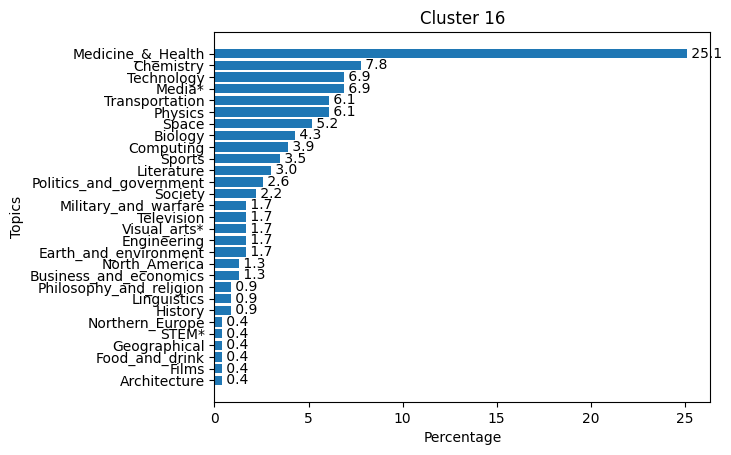 Cluster 16
Topics
Medicine_&_Health 25.1
Chemistry 7.8
Technology 6.9
Media* 6.9
Transportation 6.1
Physics 6.1
Space 5.2
Biology 4.3
Computing 3.9
Sports 3.5
Literature 3.0
Politics_and_government 2.6
Society 2.2
Military_and_warfare 1.7
Television 1.7
Visual_arts* 1.7
Engineering 1.7
Earth_and_environment 1.7
North_America 1.3
Business_and_economics 1.3
Philosophy_and_religion 0.9
Linguistics 0.9
History 0.9
Northern_Europe 0.4
STEM* 0.4
Geographical 0.4
Food_and_drink 0.4
Films 0.4
Architecture 0.4
0 5 10 15 20 25
Percentage